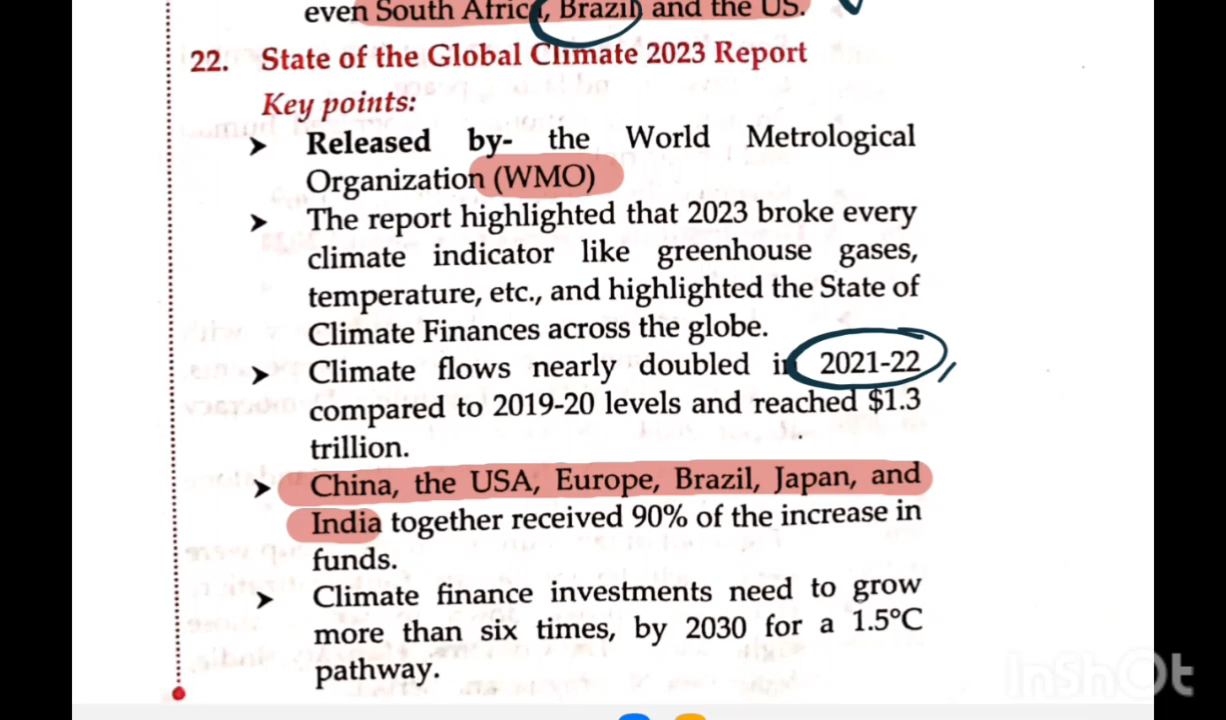 even South Africa, Brazil) and the US.
22. State of the Global Climate 2023 Report
Key points:
➤ Released by- the World Metrological
Organization (WMO)
➤ The report highlighted that 2023 broke every
climate indicator like greenhouse gases,
temperature, etc., and highlighted the State of
Climate Finances across the globe.
➤ Climate flows nearly doubled in 2021-22
compared to 2019-20 levels and reached $1.3
trillion.
➤ China, the USA, Europe, Brazil, Japan, and
India together received 90% of the increase in
funds.
➤ Climate finance investments need to grow
more than six times, by 2030 for a 1.5°C
pathway.
InShOt